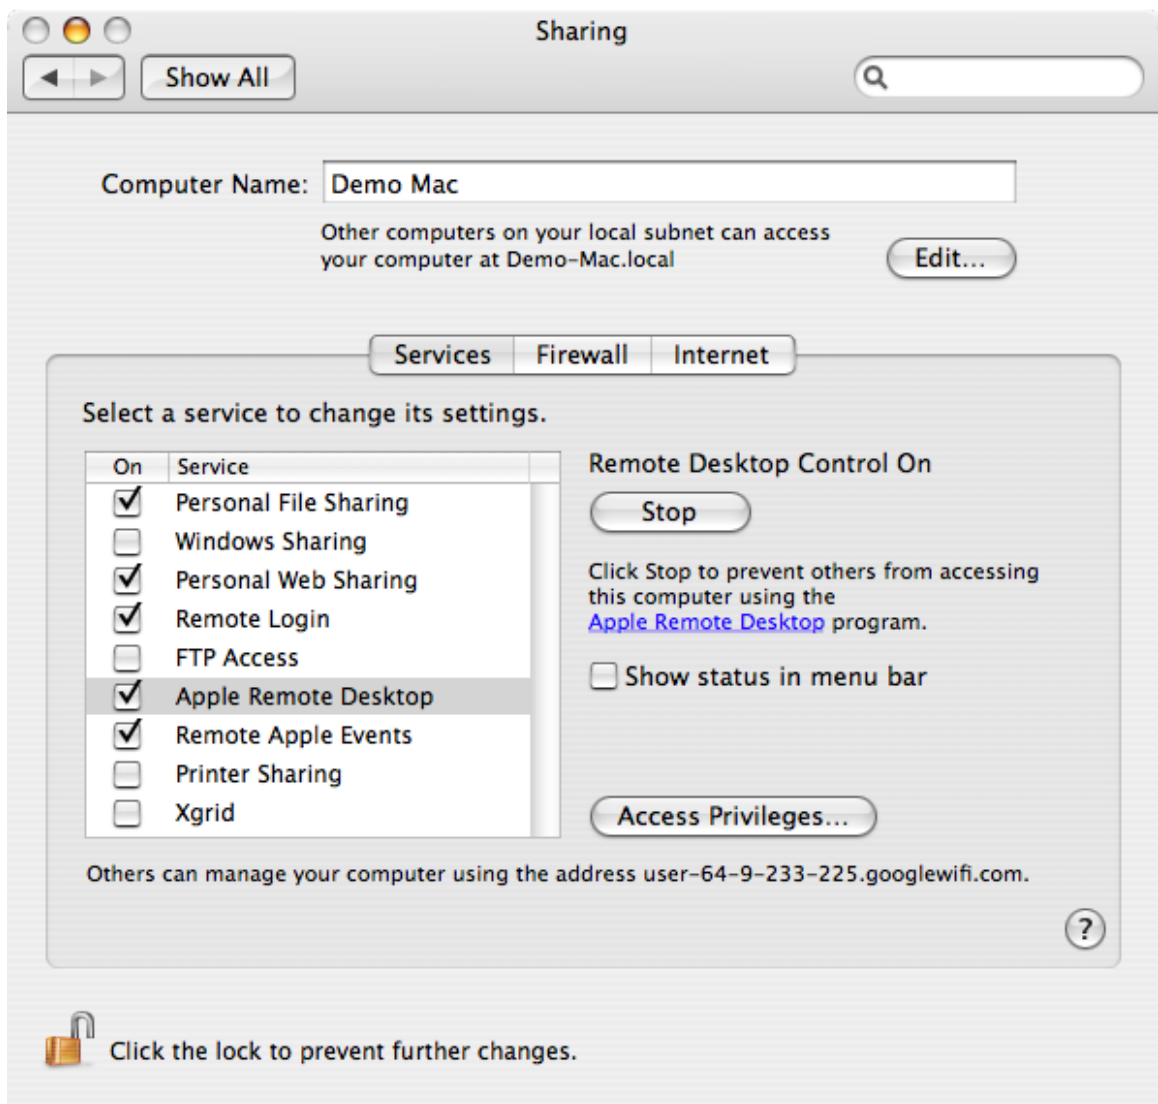 Sharing
Show All
Computer Name: Demo Mac
Other computers on your local subnet can access
your computer at Demo-Mac.local
Edit...
Services Firewall Internet
Select a service to change its settings.
On Service
Personal File Sharing
Windows Sharing
Personal Web Sharing
Remote Login
FTP Access
Apple Remote Desktop
Remote Apple Events
Printer Sharing
Xgrid
Remote Desktop Control On
Stop
Click Stop to prevent others from accessing
this computer using the
Apple Remote Desktop program.
Show status in menu bar
Access Privileges...
Others can manage your computer using the address user-64-9-233-225.googlewifi.com.
?
Click the lock to prevent further changes.